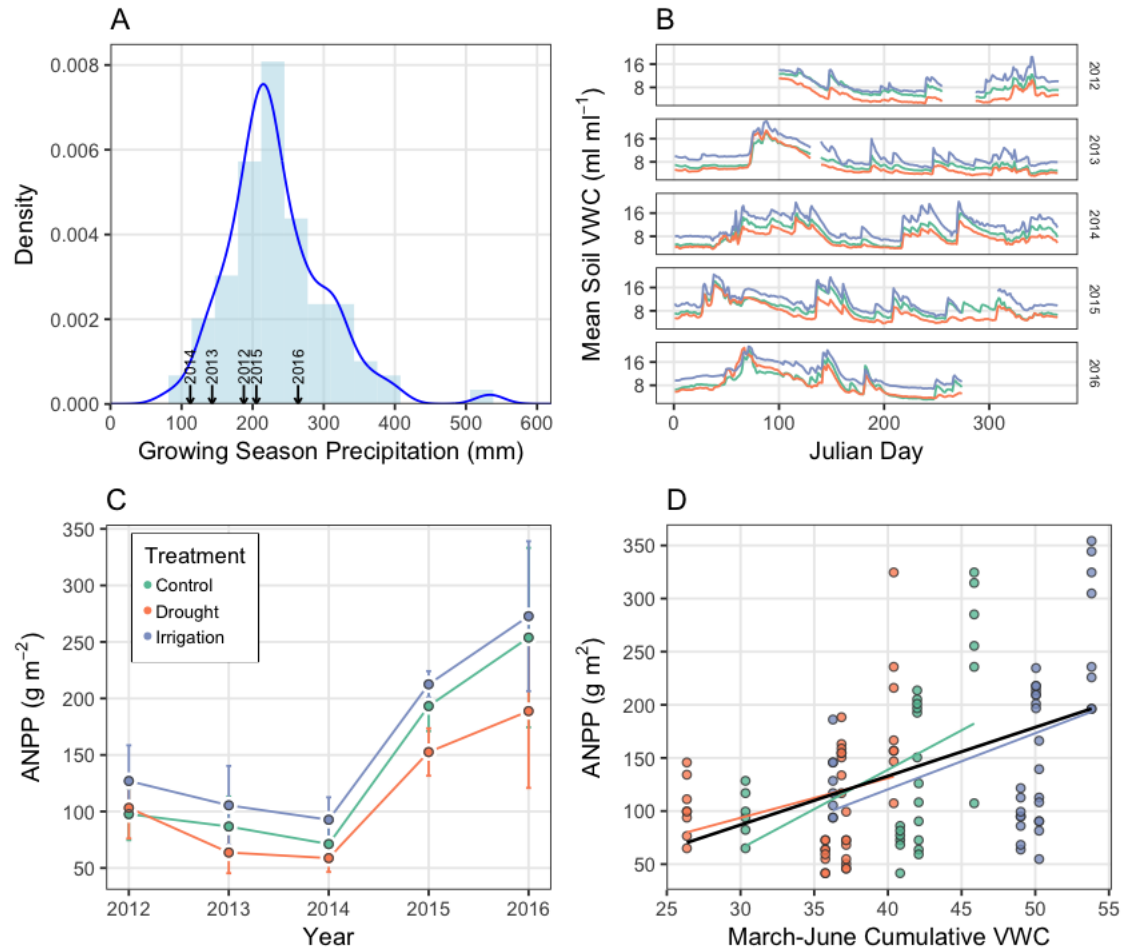 A
0.008
0.006
0.004
0.002
0.000
Density
2014
2013
2012
2015
2016
0 100 200 300 400 500 600
Growing Season Precipitation (mm)
B
16
8
2012
16
8
2013
16
8
2014
16
8
2015
16
8
2016
Mean Soil VWC (ml ml⁻¹)
0 100 200 300
Julian Day
C
350
300
250
200
150
100
50
ANPP (g m⁻²)
Treatment
Control
Drought
Irrigation
2012 2013 2014 2015 2016
Year
D
350
300
250
200
150
100
50
ANPP (g m²)
25 30 35 40 45 50 55
March-June Cumulative VWC